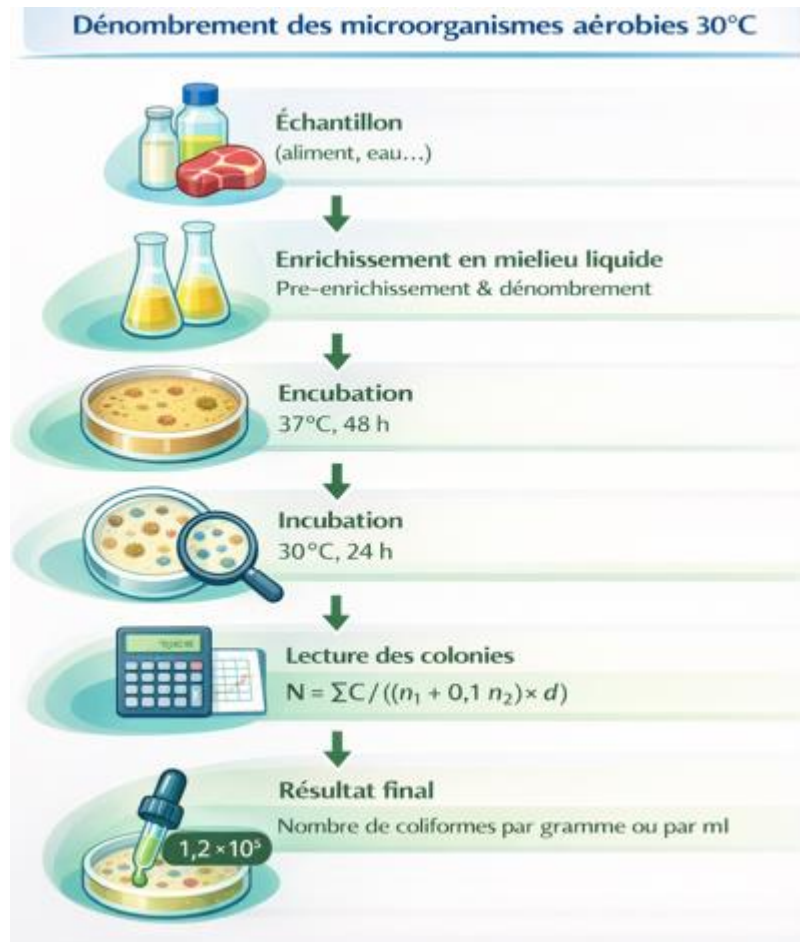 Dénombrement des microorganismes aérobies 30°C
Échantillon
(aliment, eau...)
Enrichissement en mielieu liquide
Pre-enrichissement & dénombrement
Encubation
37°C, 48 h
Incubation
30°C, 24 h
Lecture des colonies
N = ΣC / ((n₁ + 0,1 n₂) × d)
Résultat final
Nombre de coliformes par gramme ou par ml
1,2 × 10⁵